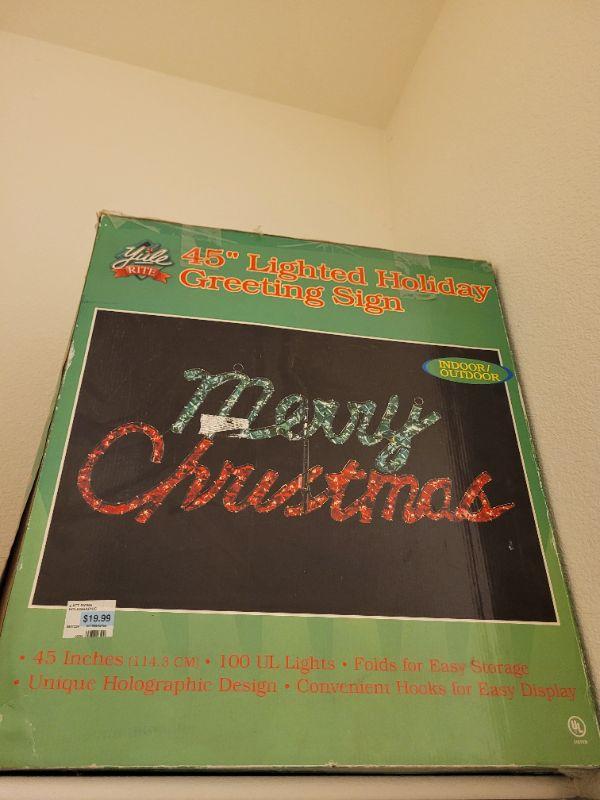 Yule
RITE
45" Lighted Holiday
Greeting Sign
INDOOR/
OUTDOOR
Merry
Christmas
$19.99
• 45 Inches (114.3 CM) • 100 UL Lights • Folds for Easy Storage
• Unique Holographic Design • Convenient Hooks for Easy Display
UL